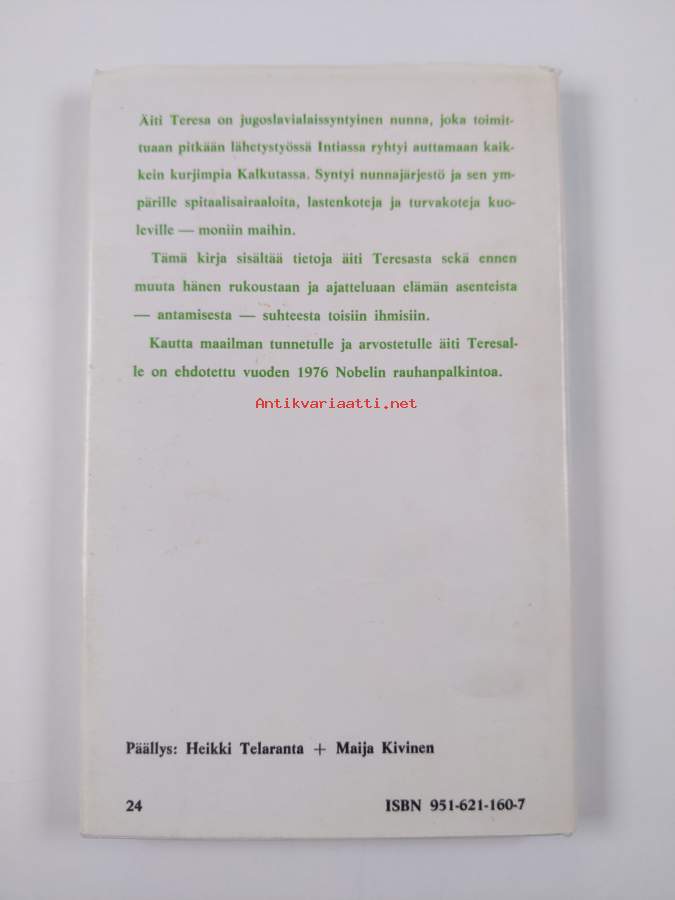 Äiti Teresa on jugoslavialaissyntyinen nunna, joka toimit-
tuaan pitkään lähetystyössä Intiassa ryhtyi auttamaan kaik-
kein kurjimpia Kalkutassa. Syntyi nunnajärjestö ja sen ym-
pärille spitaalisairaaloita, lastenkoteja ja turvakoteja kuo-
leville — moniin maihin.
Tämä kirja sisältää tietoja äiti Teresasta sekä ennen
muuta hänen rukoustaan ja ajatteluaan elämän asenteista
— antamisesta — suhteesta toisiin ihmisiin.
Kautta maailman tunnetulle ja arvostetulle äiti Teresal-
le on ehdotettu vuoden 1976 Nobelin rauhanpalkintoa.
Antikvariaatti.net
Päällys: Heikki Telaranta + Maija Kivinen
24 ISBN 951-621-160-7